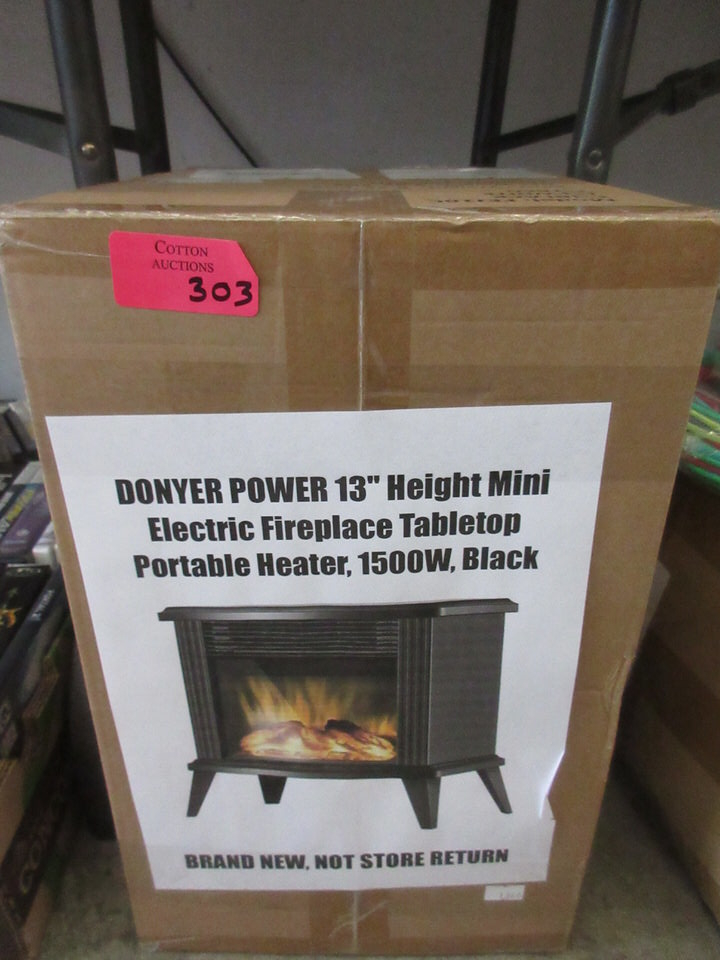 COTTON
AUCTIONS
303
DONYER POWER 13" Height Mini
Electric Fireplace Tabletop
Portable Heater, 1500W, Black
BRAND NEW, NOT STORE RETURN